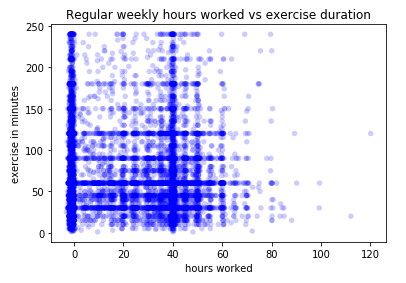 Regular weekly hours worked vs exercise duration
exercise in minutes
250
200
150
100
50
0
0 20 40 60 80 100 120
hours worked